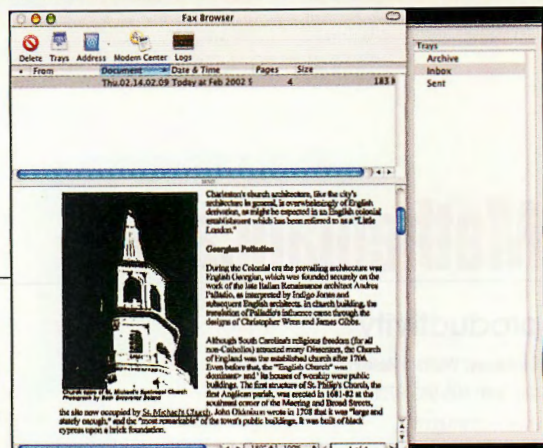 Fax Browser
Delete Trays Address Modem Center Logs
From Document Date & Time Pages Size
Thu.02.14.02.09 Today at Feb 2002 5 4 183
Trays
Archive
Inbox
Sent
Charleston's church architecture, like the city's
architecture in general, is overwhelmingly of English
derivation, as might be expected in an English colonial
establishment which has been referred to as a "Little
London."
Georgian Palladian
During the Colonial era the prevailing architecture was
English Georgian, which was founded securely on the
work of the late Italian Renaissance architect Andrea
Palladio, as interpreted by Indigo Jones and
subsequent English architects. In church building, the
translation of Palladio's influence came through the
designs of Christopher Wren and James Gibbs.
Although South Carolina's religious freedom (for all
non-Catholics) attracted many Dissenters, the Church
of England was the established church after 1706.
Even before that, the "English Church" was
dominant and its houses of worship were public
buildings. The first structure of St. Philip's Church, the
first Anglican parish, was erected in 1681-82 at the
southeast corner of the Meeting and Broad Streets,
Church spire of St. Michael's Episcopal Church
Photograph by
the site now occupied by St. Michael's Church. John Oldmixon wrote in 1708 that it was "large and
stately enough," and the "most remarkable" of the town's public buildings. It was built of black
cypress upon a brick foundation.
100%